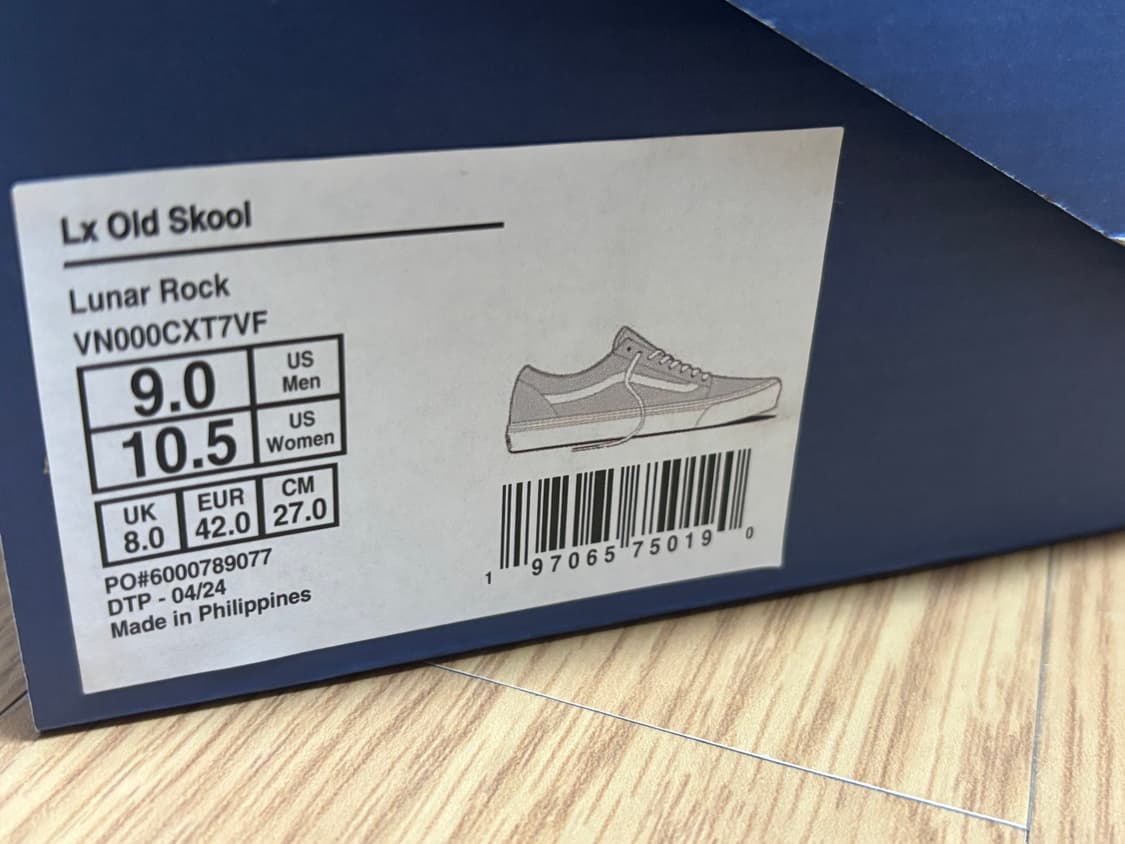 Lx Old Skool
Lunar Rock
VN000CXT7VF
9.0 US Men
10.5 US Women
UK 8.0 EUR 42.0 CM 27.0
PO#6000789077
DTP - 04/24
Made in Philippines
1 97065 75019 0